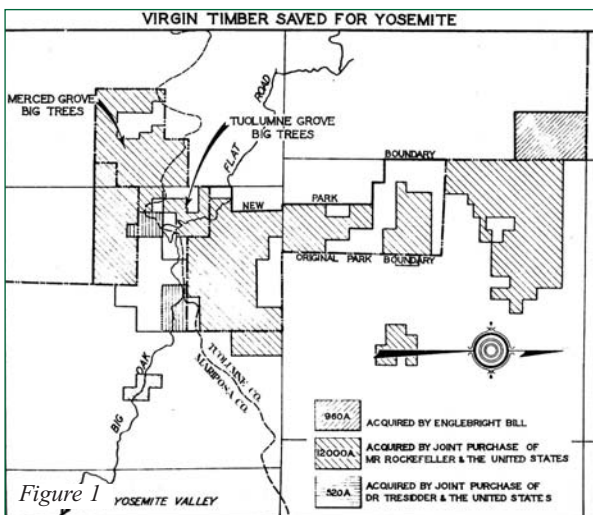 VIRGIN TIMBER SAVED FOR YOSEMITE
MERCED GROVE
BIG TREES
TUOLUMNE GROVE
BIG TREES
FLAT
ROAD
BOUNDARY
NEW
PARK
ORIGINAL PARK
BOUNDARY
TUOLUMNE CO.
MARIPOSA CO.
OAK
BIG
960A
ACQUIRED BY ENGLEBRIGHT BILL
12000A
ACQUIRED BY JOINT PURCHASE OF
MR ROCKEFELLER & THE UNITED STATES
520A
ACQUIRED BY JOINT PURCHASE OF
DR TRESIDDER & THE UNITED STATES
Figure 1
YOSEMITE VALLEY